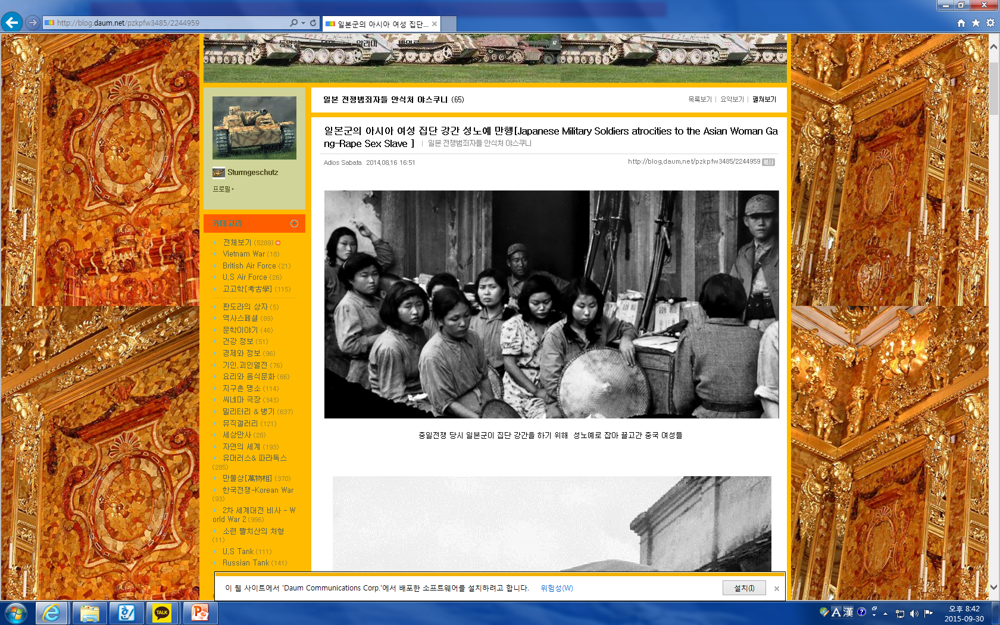 http://blog.daum.net/pzkpfw3485/2244959
일본군의 아시아 여성 집단...
일본 전쟁범죄자들 안식처 야스쿠니 (65)
목록보기 | 요약보기 | 펼쳐보기
일본군의 아시아 여성 집단 강간 성노예 만행[Japanese Military Soldiers atrocities to the Asian Woman Ga
ng-Rape Sex Slave ] | 일본 전쟁범죄자들 안식처 야스쿠니
Adios Sabata 2014.08.16 16:51
http://blog.daum.net/pzkpfw3485/2244959 복사
Sturmgeschutz
프로필
카테고리
전체보기 (5289) N
Vietnam War (18)
British Air Force (21)
U.S Air Force (26)
고고학[考古學] (115)
판도라의 상자 (5)
역사스페셜 (89)
문학이야기 (46)
건강 정보 (51)
경제와 정보 (96)
기인,괴인열전 (76)
요리와 음식문화 (66)
지구촌 명소 (114)
씨네마 극장 (343)
밀리터리 & 병기 (637)
뮤직갤러리 (121)
세상만사 (28)
자연의 세계 (193)
유머러스& 파라독스
(285)
만물상[萬物相] (370)
한국전쟁-Korean War
(93)
2차 세계대전 비사 - W
orld War 2 (996)
소련 빨치산의 처형
(11)
U.S Tank (111)
Russian Tank (141)
중일전쟁 당시 일본군이 집단 강간을 하기 위해 성노예로 잡아 끌고간 중국 여성들
이 웹 사이트에서 'Daum Communications Corp.'에서 배포한 소프트웨어를 설치하려고 합니다. 위험성(W)
설치(I)
TALK
A 漢
오후 8:42
2015-09-30